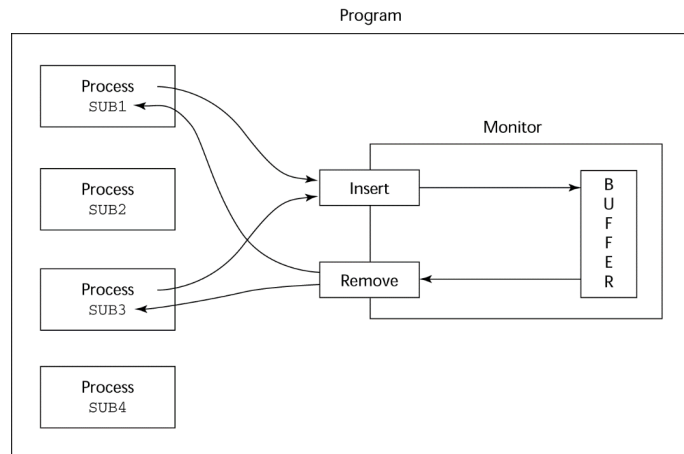 Program
Process
SUB1
Process
SUB2
Process
SUB3
Process
SUB4
Monitor
Insert
Remove
B
U
F
F
E
R